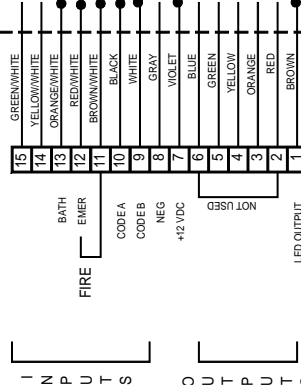 GREEN/WHITE
YELLOW/WHITE
ORANGE/WHITE
RED/WHITE
BROWN/WHITE
BLACK
WHITE
GRAY
VIOLET
BLUE
GREEN
YELLOW
ORANGE
RED
BROWN
15
14
13
12
11
10
9
8
7
6
5
4
3
2
1
BATH
EMER
FIRE
CODE A
CODE B
NEG
+12 VDC
NOT USED
LED OUTPUT
INPUTS
OUTPUT